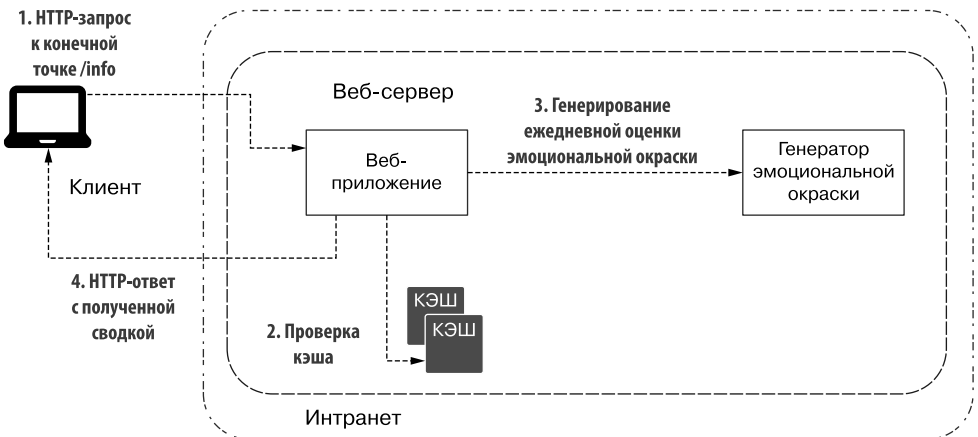 1. HTTP-запрос
к конечной
точке /info
Клиент
Веб-сервер
Веб-
приложение
3. Генерирование
ежедневной оценки
эмоциональной окраски
Генератор
эмоциональной
окраски
4. HTTP-ответ
с полученной
сводкой
2. Проверка
кэша
КЭШ
КЭШ
Интранет